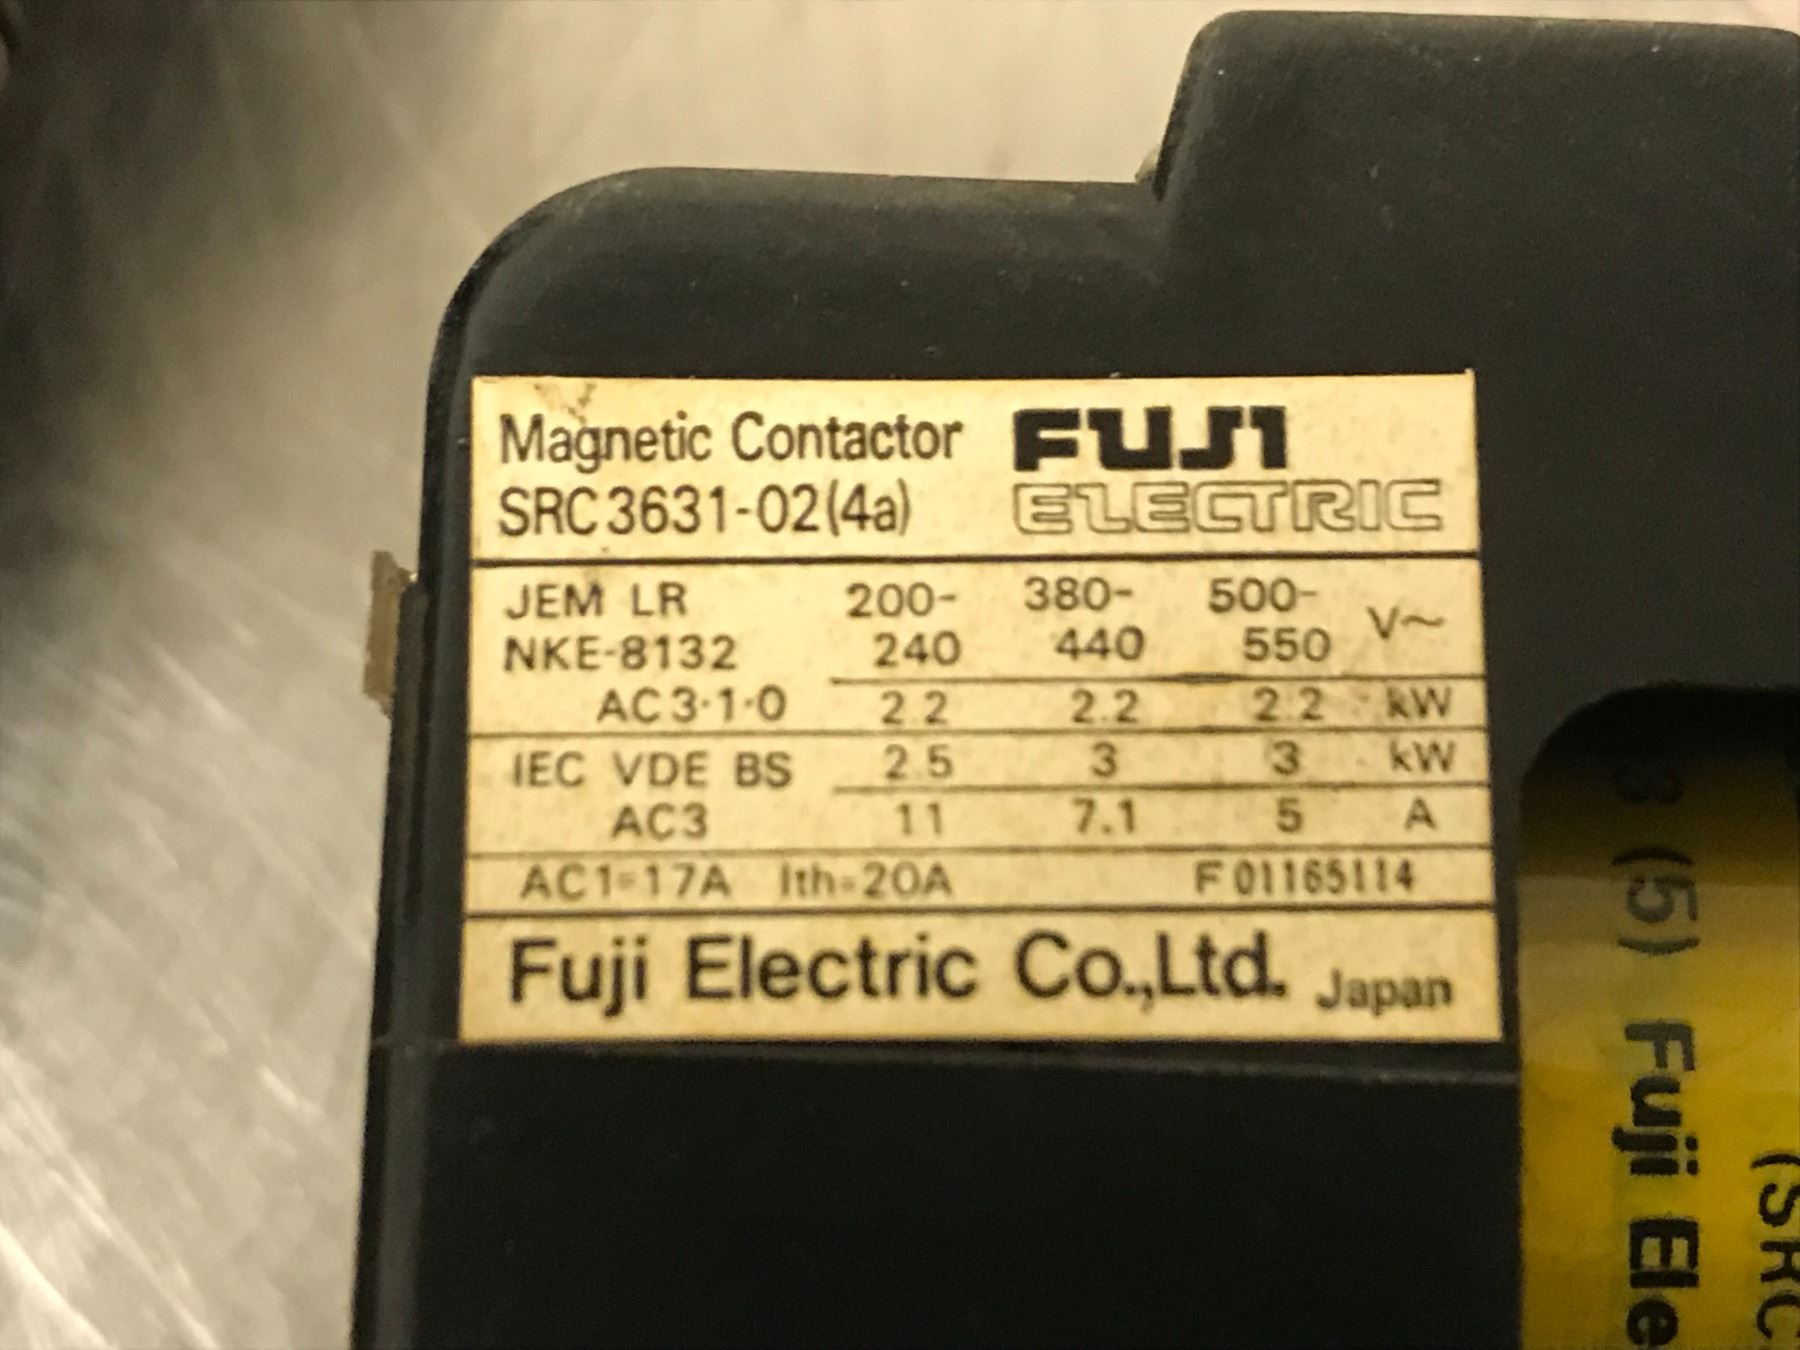 Magnetic Contactor FUJI
SRC3631-02(4a) ELECTRIC
JEM LR 200- 380- 500- V~
NKE-8132 240 440 550
AC3·1·0 2.2 2.2 2.2 kW
IEC VDE BS 2.5 3 3 kW
AC3 11 7.1 5 A
AC1=17A Ith=20A F01165114
Fuji Electric Co.,Ltd. Japan
3 (5) Fuji Ele
(SRC